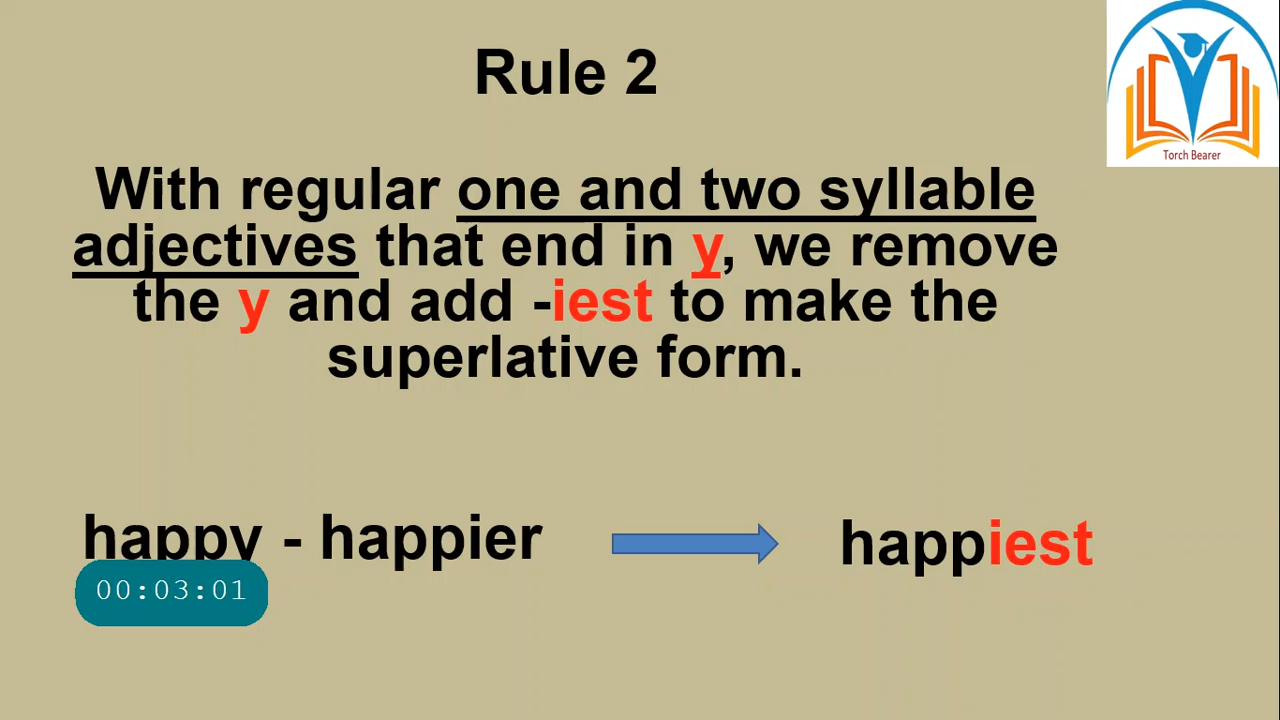 Rule 2
Torch Bearer
With regular one and two syllable
adjectives that end in y, we remove
the y and add -iest to make the
superlative form.
happy - happier
happiest
00:03:01